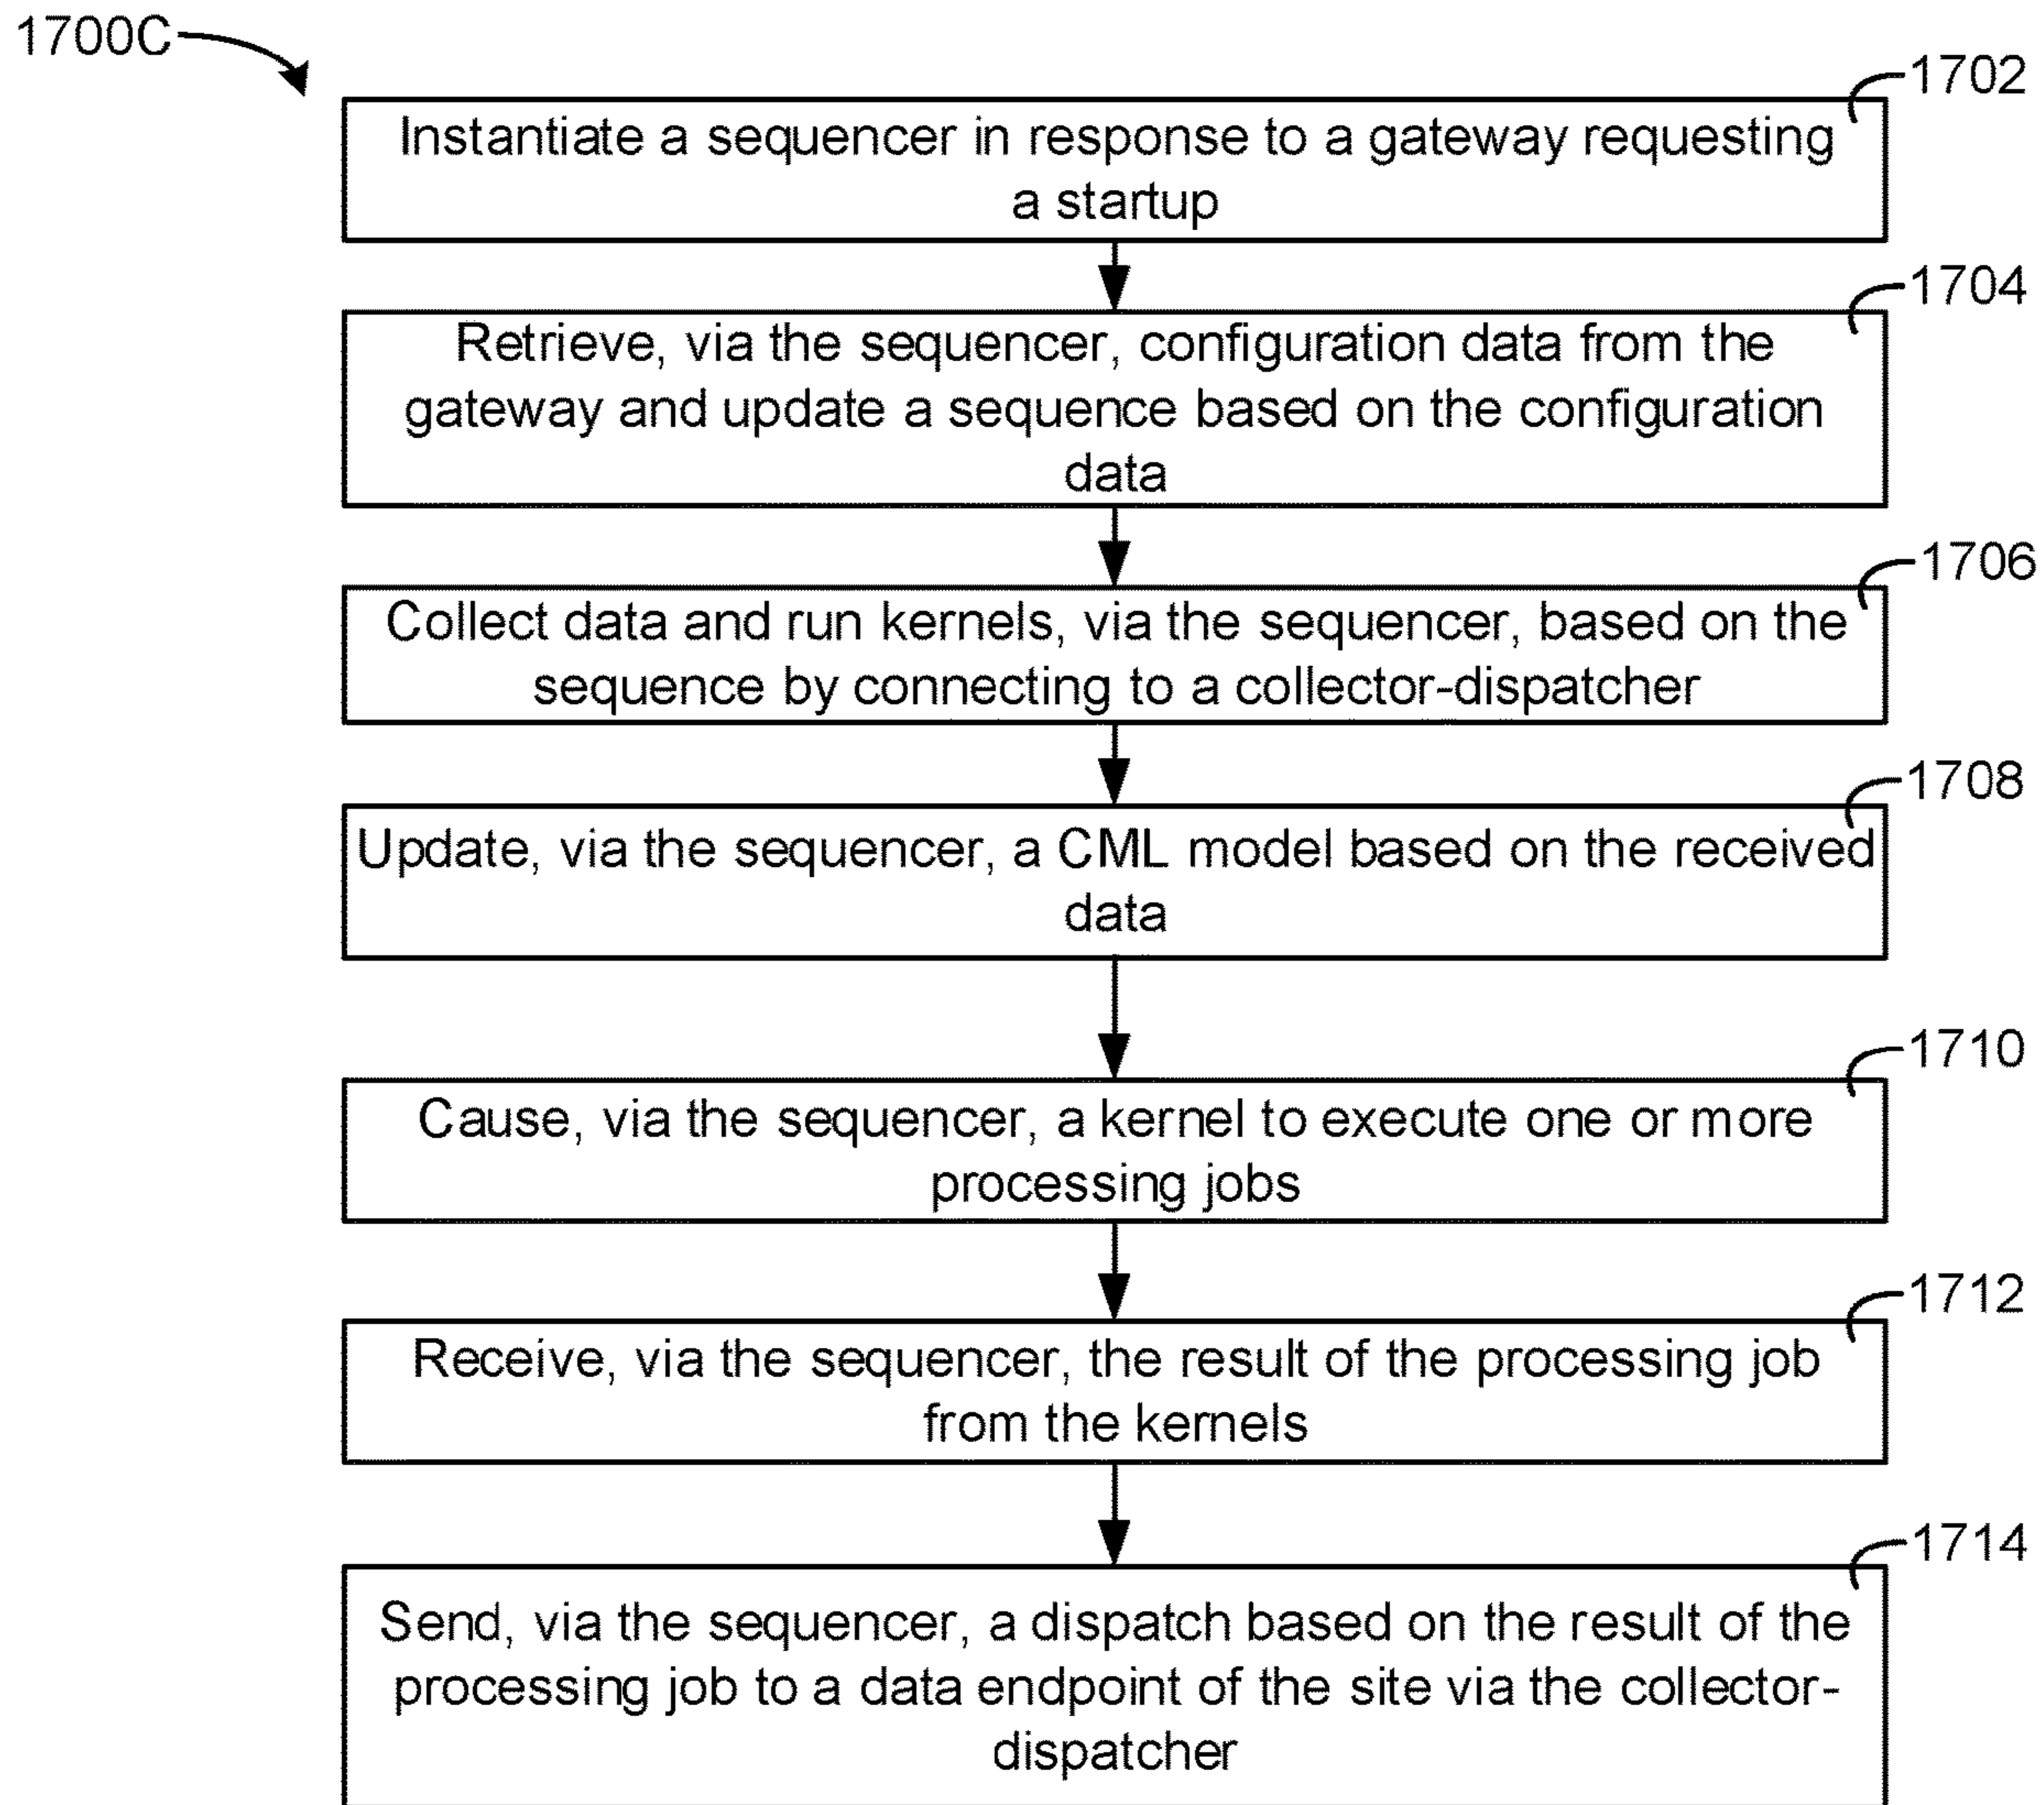 1700C
1702
Instantiate a sequencer in response to a gateway requesting
a startup
1704
Retrieve, via the sequencer, configuration data from the
gateway and update a sequence based on the configuration
data
1706
Collect data and run kernels, via the sequencer, based on the
sequence by connecting to a collector-dispatcher
1708
Update, via the sequencer, a CML model based on the received
data
1710
Cause, via the sequencer, a kernel to execute one or more
processing jobs
1712
Receive, via the sequencer, the result of the processing job
from the kernels
1714
Send, via the sequencer, a dispatch based on the result of the
processing job to a data endpoint of the site via the collector-
dispatcher